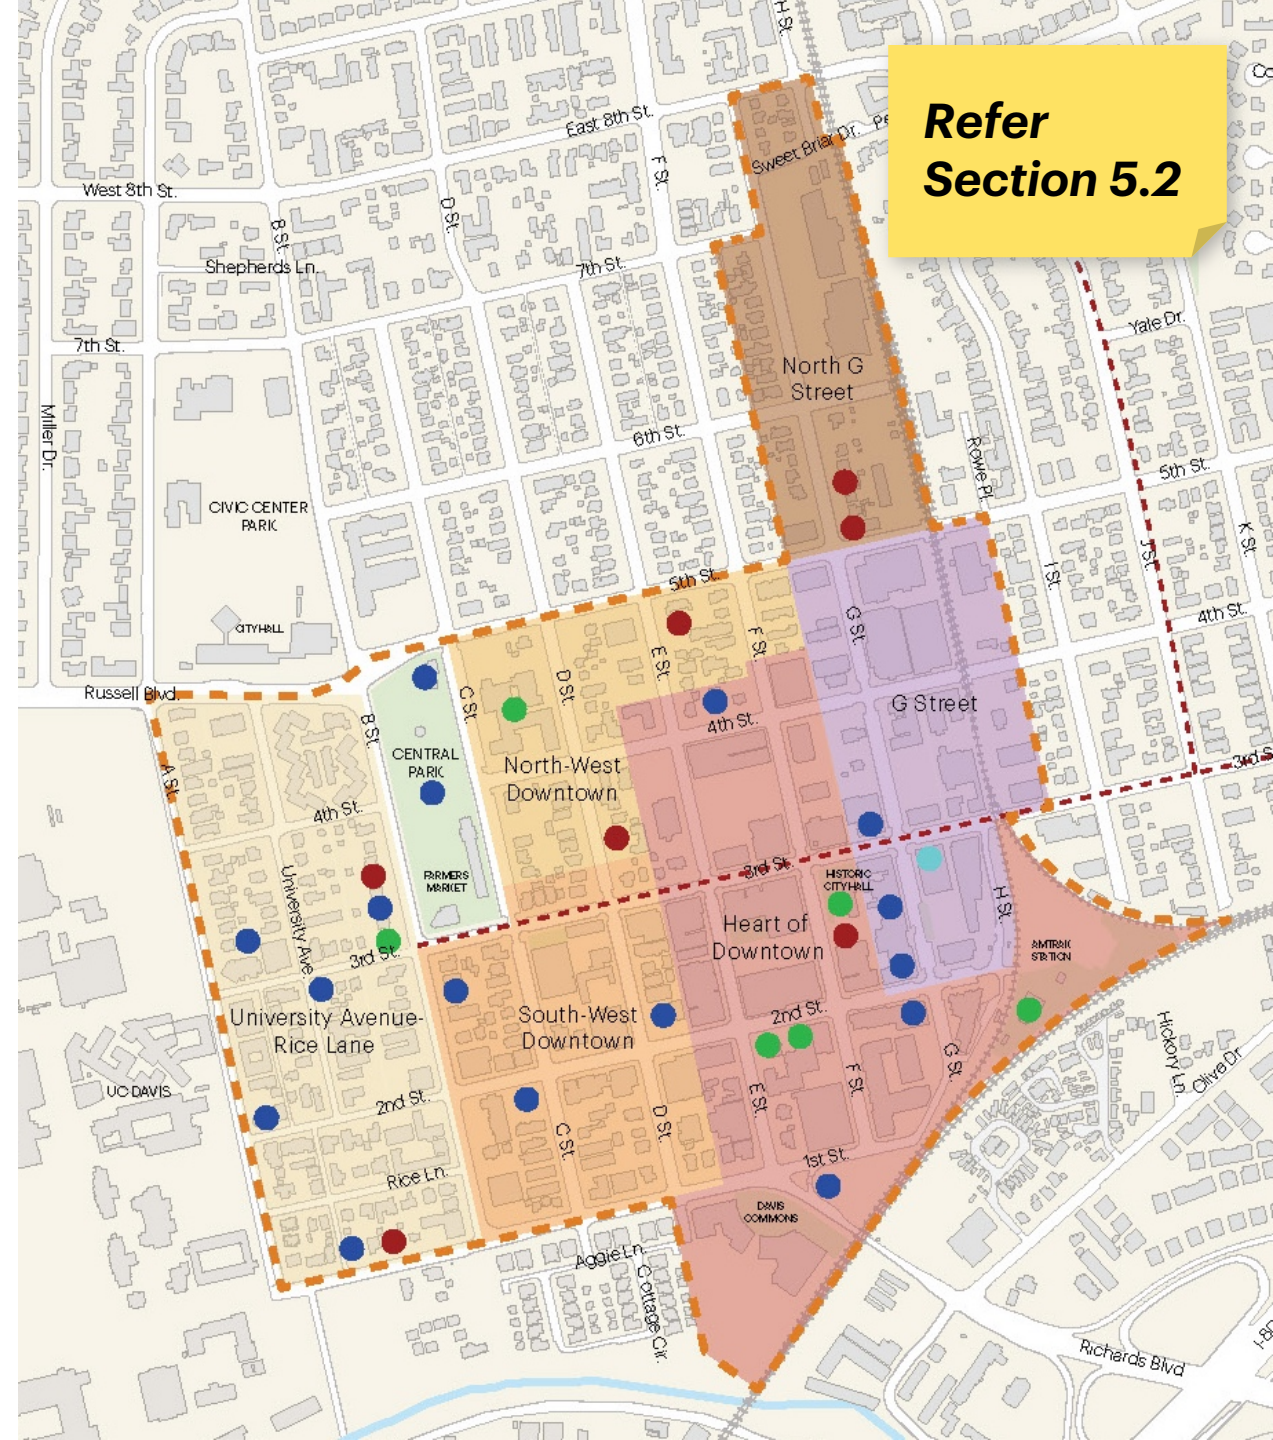 H St.
Refer
Section 5.2
East 8th St.
Sweet Briar Dr.
F St.
West 8th St.
D St.
B St.
Shepherds Ln.
7th St.
Yale Dr.
7th St.
North G
Street
Miller Dr.
6th St.
Rowe Pl.
5th St.
CIVIC CENTER
PARK
K St.
J St.
I St.
5th St.
4th St.
CITY HALL
G St.
F St.
E St.
D St.
C St.
Russell Blvd.
B St.
G Street
4th St.
CENTRAL
PARK
North-West
Downtown
3rd S
A St.
4th St.
FARMERS
MARKET
3rd St.
HISTORIC
CITY HALL
University Ave.
H St.
Heart of
Downtown
AMTRAK
STATION
3rd St.
University Avenue-
Rice Lane
South-West
Downtown
2nd St.
Hickory Ln.
Olive Dr
UC DAVIS
G St.
F St.
E St.
2nd St.
D St.
C St.
1st St.
Rice Ln.
DAVIS
COMMONS
Aggie Ln.
Cottage Cir.
Richards Blvd
I-80